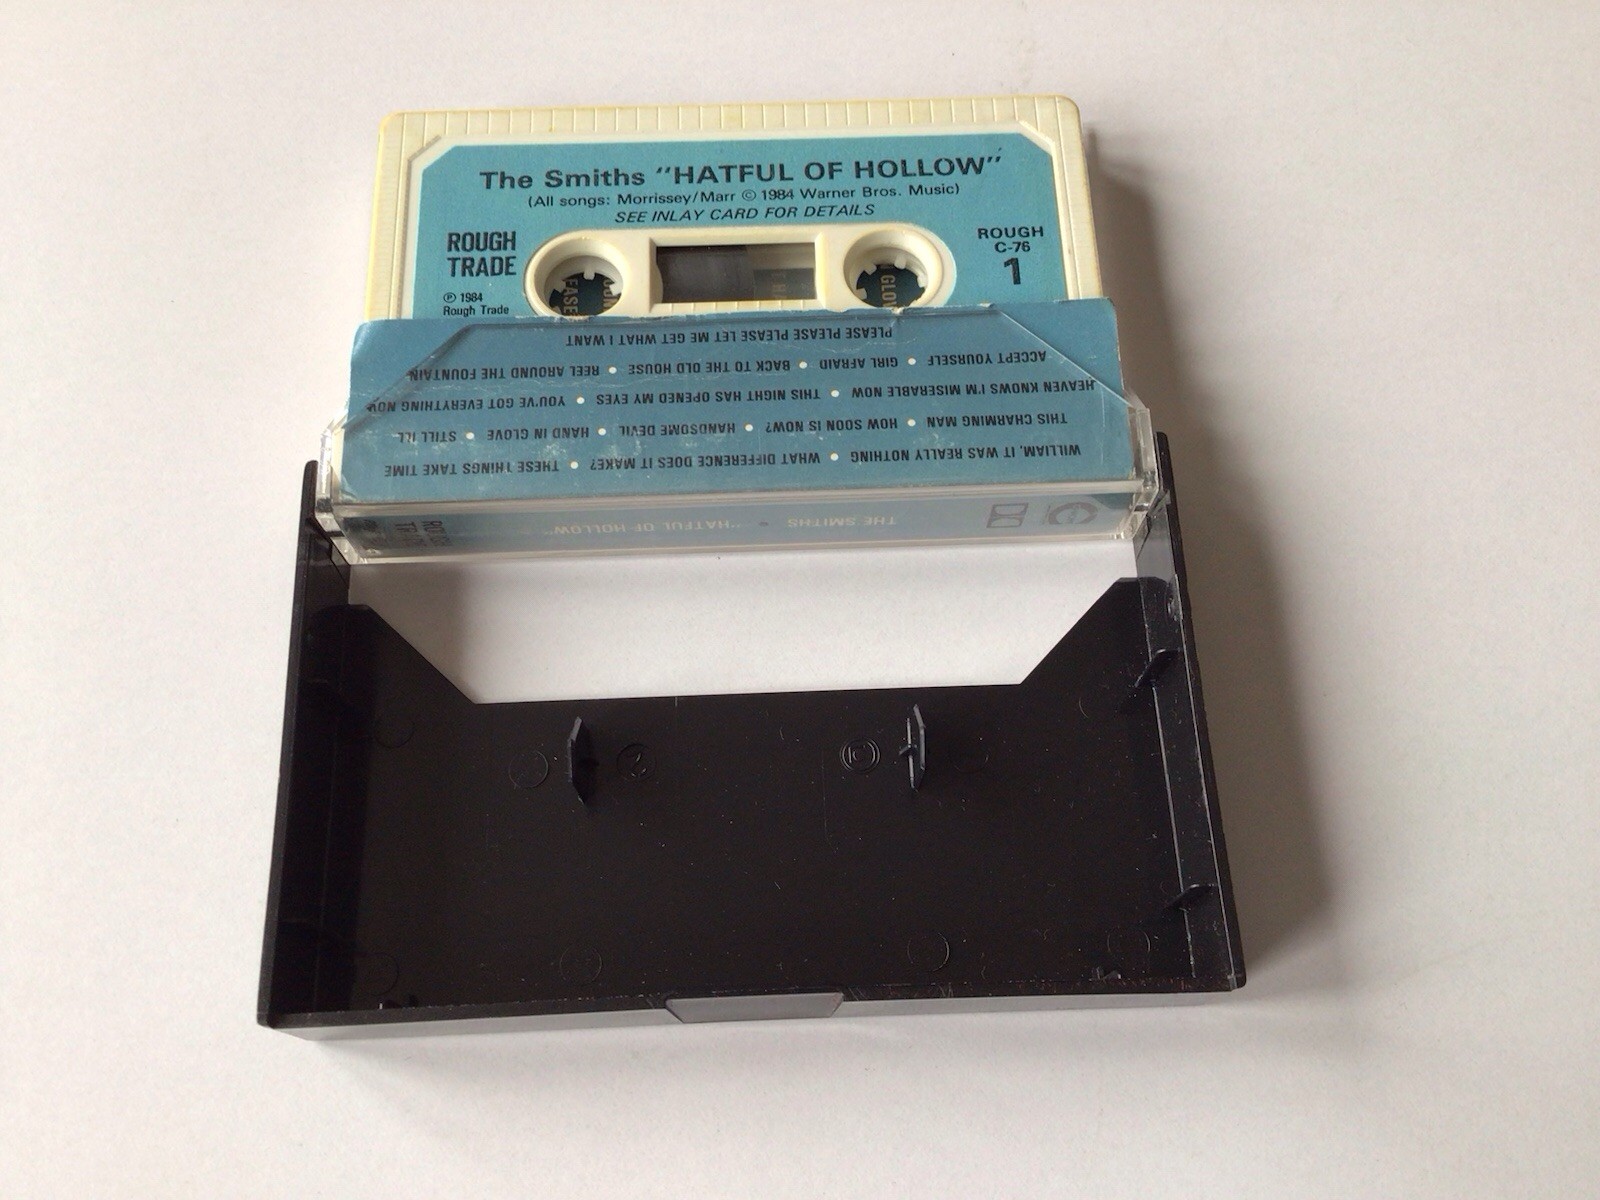 The Smiths "HATFUL OF HOLLOW"
(All songs: Morrissey/Marr © 1984 Warner Bros. Music)
SEE INLAY CARD FOR DETAILS
ROUGH
TRADE
℗ 1984
Rough Trade
ROUGH
C-76
1
WILLIAM, IT WAS REALLY NOTHING • WHAT DIFFERENCE DOES IT MAKE? • THESE THINGS TAKE TIME
THIS CHARMING MAN • HOW SOON IS NOW? • HANDSOME DEVIL • HAND IN GLOVE • STILL ILL
HEAVEN KNOWS I'M MISERABLE NOW • THIS NIGHT HAS OPENED MY EYES • YOU'VE GOT EVERYTHING NOW
ACCEPT YOURSELF • GIRL AFRAID • BACK TO THE OLD HOUSE • REEL AROUND THE FOUNTAIN
PLEASE PLEASE PLEASE LET ME GET WHAT I WANT
THE SMITHS • "HATFUL OF HOLLOW"